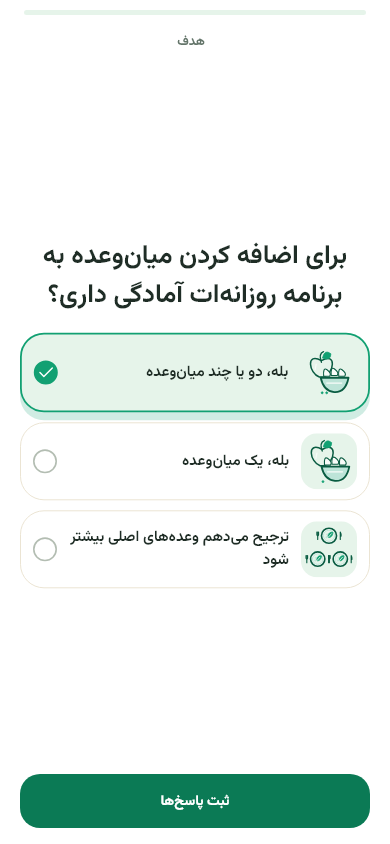 هدف
برای اضافه کردن میان‌وعده به
برنامه روزانه‌ات آمادگی داری؟
بله، دو یا چند میان‌وعده
بله، یک میان‌وعده
ترجیح می‌دهم وعده‌های اصلی بیشتر
شود
ثبت پاسخ‌ها